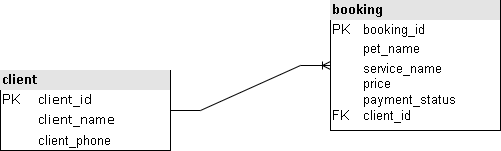 booking
PK booking_id
pet_name
service_name
price
payment_status
FK client_id
client
PK client_id
client_name
client_phone